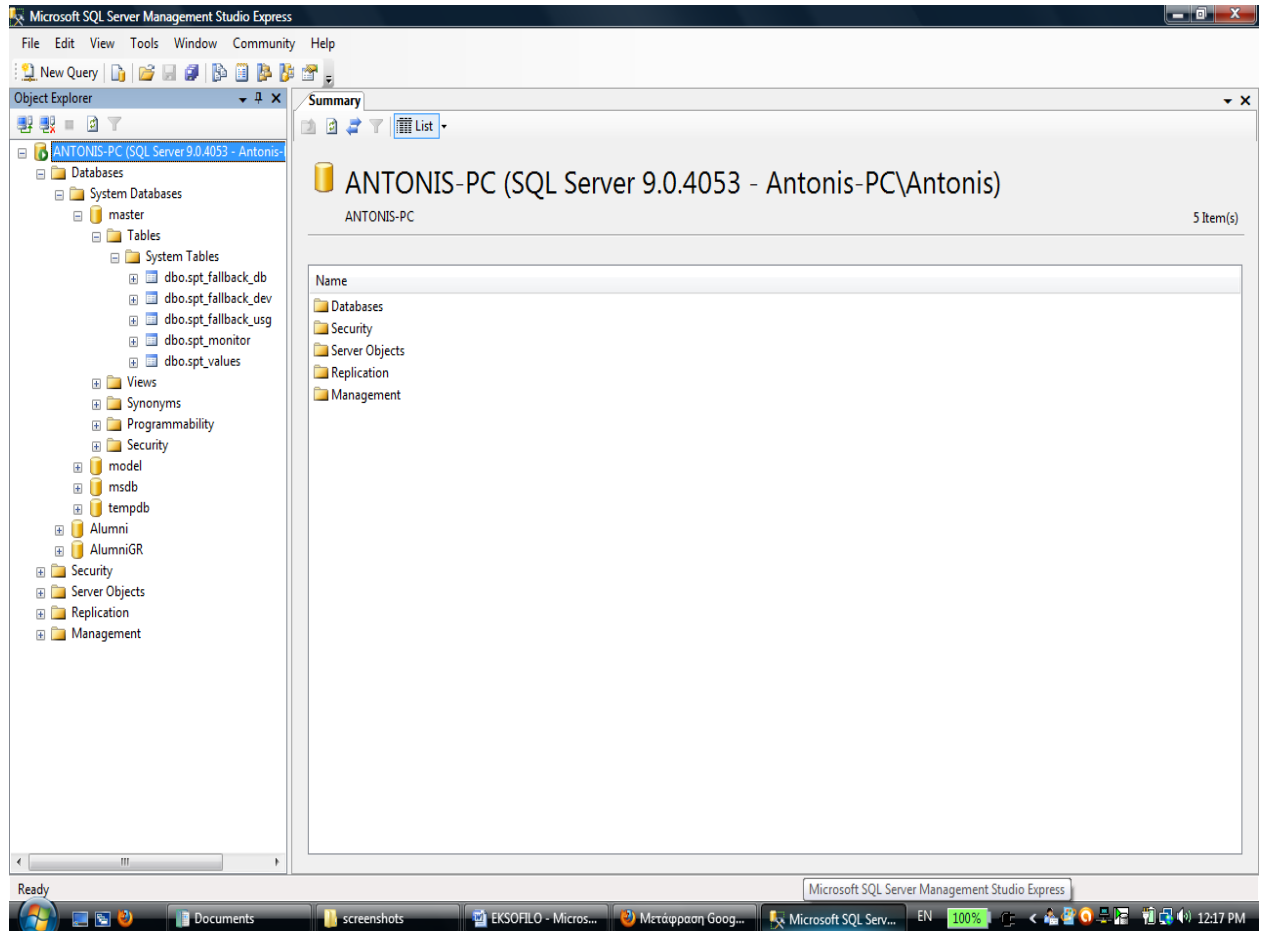 Microsoft SQL Server Management Studio Express
File Edit View Tools Window Community Help
New Query
Object Explorer
Summary
List
ANTONIS-PC (SQL Server 9.0.4053 - Antonis-
Databases
System Databases
master
Tables
System Tables
dbo.spt_fallback_db
dbo.spt_fallback_dev
dbo.spt_fallback_usg
dbo.spt_monitor
dbo.spt_values
Views
Synonyms
Programmability
Security
model
msdb
tempdb
Alumni
AlumniGR
Security
Server Objects
Replication
Management
ANTONIS-PC (SQL Server 9.0.4053 - Antonis-PC\Antonis)
ANTONIS-PC
5 Item(s)
Name
Databases
Security
Server Objects
Replication
Management
Ready
Microsoft SQL Server Management Studio Express
Documents
screenshots
EKSOFILO - Micros...
Μετάφραση Goog...
Microsoft SQL Serv...
EN
100%
12:17 PM